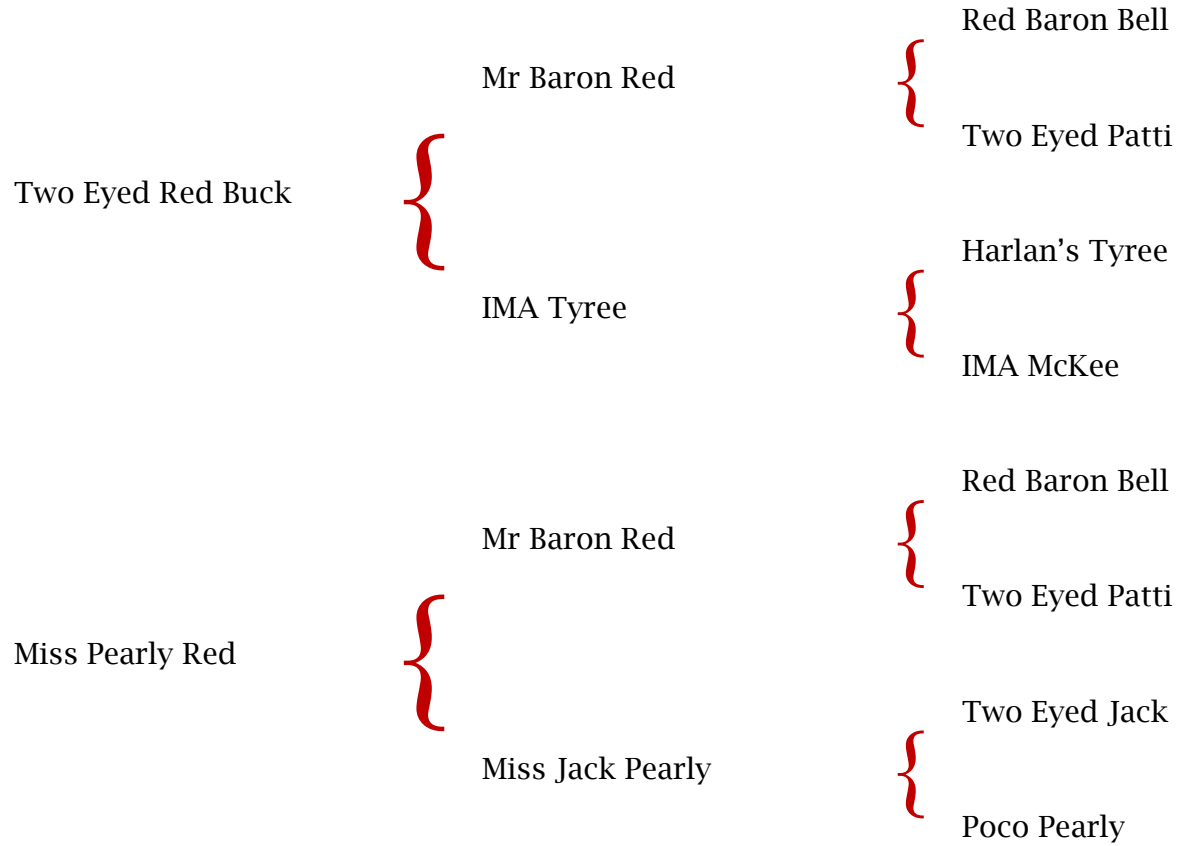 Red Baron Bell
Mr Baron Red
Two Eyed Patti
Two Eyed Red Buck
Harlan’s Tyree
IMA Tyree
IMA McKee
Red Baron Bell
Mr Baron Red
Two Eyed Patti
Miss Pearly Red
Two Eyed Jack
Miss Jack Pearly
Poco Pearly